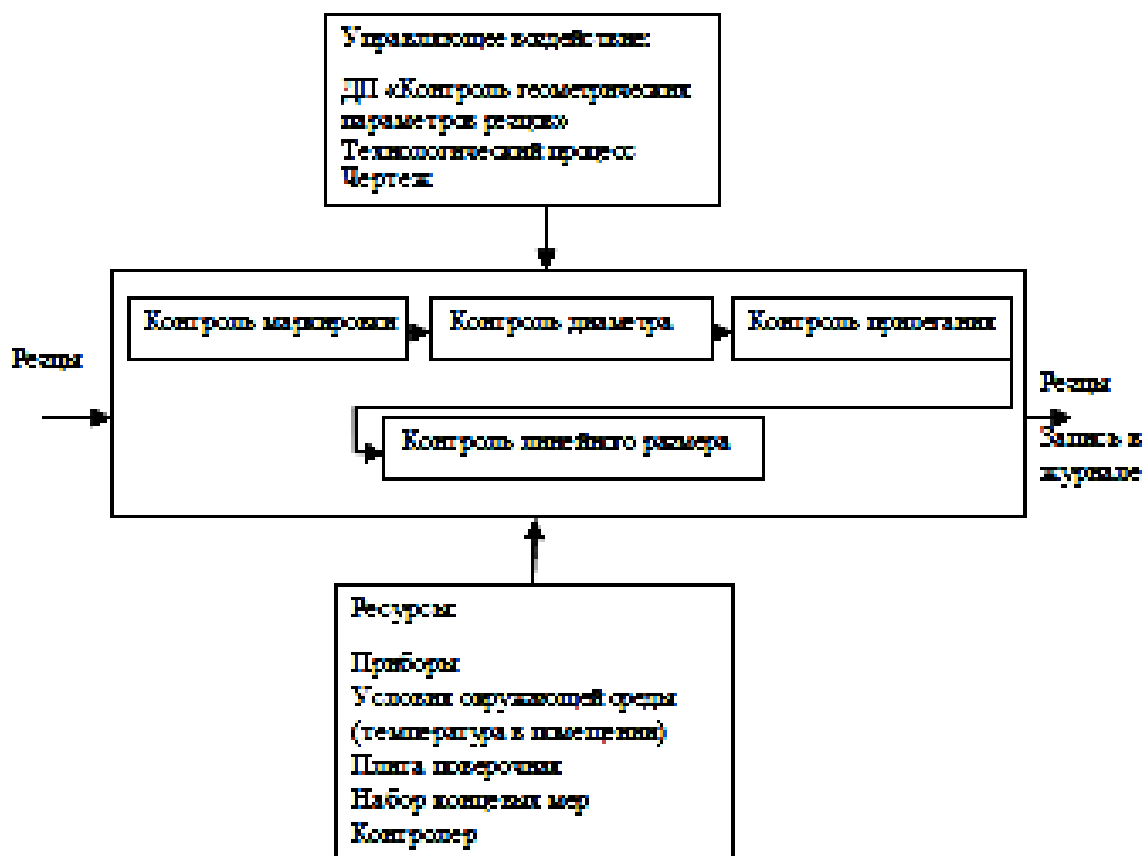 Управляющее воздействие:
ДП «Контроль геометрических
параметров резцов»
Технологический процесс
Чертеж
Контроль маркировки
Контроль диаметра
Контроль прилегания
Резцы
Резцы
Контроль линейного размера
Запись в
журнале
Ресурсы:
Приборы
Условия окружающей среды
(температура в помещении)
Плита поверочная
Набор концевых мер
Контролер